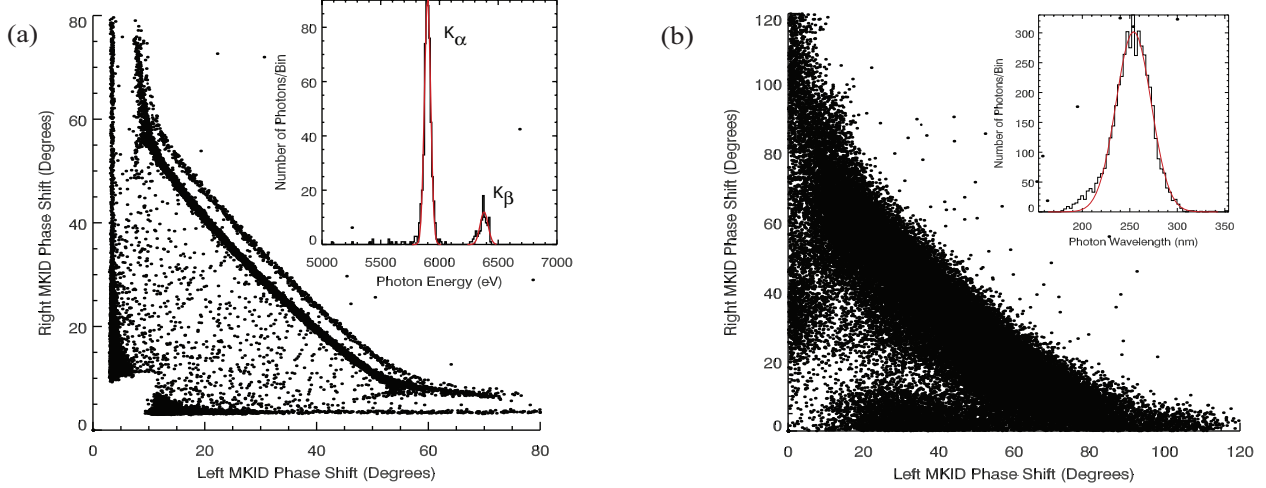 (a)
80
60
40
20
0
Right MKID Phase Shift (Degrees)
0 20 40 60 80
Left MKID Phase Shift (Degrees)
80
60
40
20
0
Number of Photons/Bin
Kα
Kβ
5000 5500 6000 6500 7000
Photon Energy (eV)
(b)
120
100
80
60
40
20
0
Right MKID Phase Shift (Degrees)
0 20 40 60 80 100 120
Left MKID Phase Shift (Degrees)
300
250
200
150
100
50
0
Number of Photons/Bin
200 250 300 350
Photon Wavelength (nm)